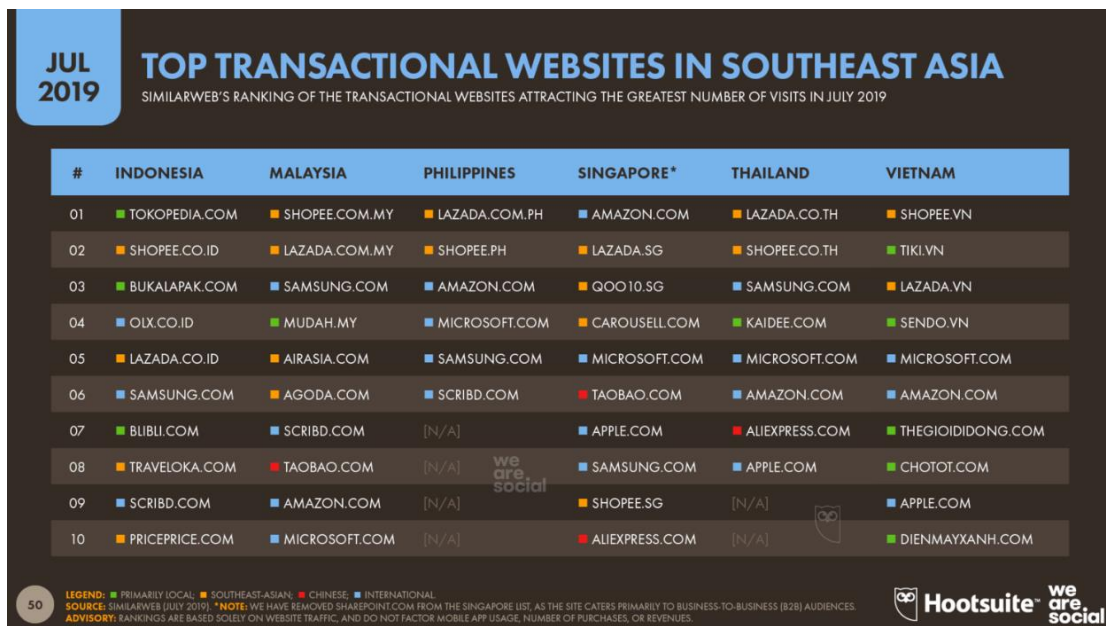 JUL
2019
TOP TRANSACTIONAL WEBSITES IN SOUTHEAST ASIA
SIMILARWEB'S RANKING OF THE TRANSACTIONAL WEBSITES ATTRACTING THE GREATEST NUMBER OF VISITS IN JULY 2019
# INDONESIA MALAYSIA PHILIPPINES SINGAPORE* THAILAND VIETNAM
01 TOKOPEDIA.COM SHOPEE.COM.MY LAZADA.COM.PH AMAZON.COM LAZADA.CO.TH SHOPEE.VN
02 SHOPEE.CO.ID LAZADA.COM.MY SHOPEE.PH LAZADA.SG SHOPEE.CO.TH TIKI.VN
03 BUKALAPAK.COM SAMSUNG.COM AMAZON.COM QOO10.SG SAMSUNG.COM LAZADA.VN
04 OLX.CO.ID MUDAH.MY MICROSOFT.COM CAROUSELL.COM KAIDEE.COM SENDO.VN
05 LAZADA.CO.ID AIRASIA.COM SAMSUNG.COM MICROSOFT.COM MICROSOFT.COM MICROSOFT.COM
06 SAMSUNG.COM AGODA.COM SCRIBD.COM TAOBAO.COM AMAZON.COM AMAZON.COM
07 BLIBLI.COM SCRIBD.COM [N/A] APPLE.COM ALIEXPRESS.COM THEGIOIDIDONG.COM
08 TRAVELOKA.COM TAOBAO.COM [N/A] SAMSUNG.COM APPLE.COM CHOTOT.COM
09 SCRIBD.COM AMAZON.COM [N/A] SHOPEE.SG [N/A] APPLE.COM
10 PRICEPRICE.COM MICROSOFT.COM [N/A] ALIEXPRESS.COM [N/A] DIENMAYXANH.COM
we
are.
social
50
LEGEND: PRIMARILY LOCAL; SOUTHEAST-ASIAN; CHINESE; INTERNATIONAL
SOURCE: SIMILARWEB (JULY 2019). *NOTE: WE HAVE REMOVED SHAREPOINT.COM FROM THE SINGAPORE LIST, AS THE SITE CATERS PRIMARILY TO BUSINESS-TO-BUSINESS (B2B) AUDIENCES.
ADVISORY: RANKINGS ARE BASED SOLELY ON WEBSITE TRAFFIC, AND DO NOT FACTOR MOBILE APP USAGE, NUMBER OF PURCHASES, OR REVENUES.
Hootsuite™
we
are.
social